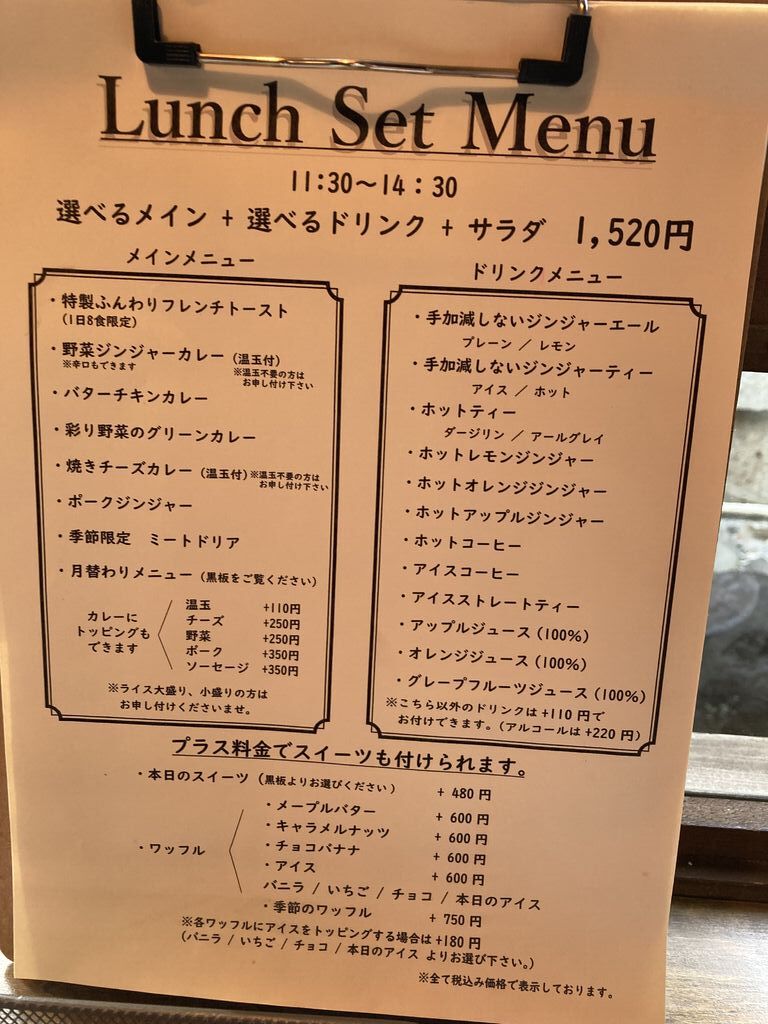 Lunch Set Menu
11:30〜14：30
選べるメイン + 選べるドリンク + サラダ 1,520円
メインメニュー
・特製ふんわりフレンチトースト
(1日8食限定)
・野菜ジンジャーカレー (温玉付)
※辛口もできます
※温玉不要の方は
お申し付け下さい
・バターチキンカレー
・彩り野菜のグリーンカレー
・焼きチーズカレー (温玉付) ※温玉不要の方は
お申し付け下さい
・ポークジンジャー
・季節限定 ミートドリア
・月替わりメニュー (黒板をご覧ください)
カレーに
トッピングも
できます
温玉 +110円
チーズ +250円
野菜 +250円
ポーク +350円
ソーセージ +350円
※ライス大盛り、小盛りの方は
お申し付けくださいませ。
ドリンクメニュー
・手加減しないジンジャーエール
プレーン / レモン
・手加減しないジンジャーティー
アイス / ホット
・ホットティー
ダージリン / アールグレイ
・ホットレモンジンジャー
・ホットオレンジジンジャー
・ホットアップルジンジャー
・ホットコーヒー
・アイスコーヒー
・アイスストレートティー
・アップルジュース (100%)
・オレンジジュース (100%)
・グレープフルーツジュース (100%)
※こちら以外のドリンクは +110 円で
お付けできます。(アルコールは +220 円)
プラス料金でスイーツも付けられます。
・本日のスイーツ (黒板よりお選びください) + 480 円
・ワッフル
・メープルバター + 600 円
・キャラメルナッツ + 600 円
・チョコバナナ + 600 円
・アイス + 600 円
バニラ / いちご / チョコ / 本日のアイス
・季節のワッフル + 750 円
※各ワッフルにアイスをトッピングする場合は +180 円
(バニラ / いちご / チョコ / 本日のアイス よりお選び下さい。)
※全て税込み価格で表示しております。